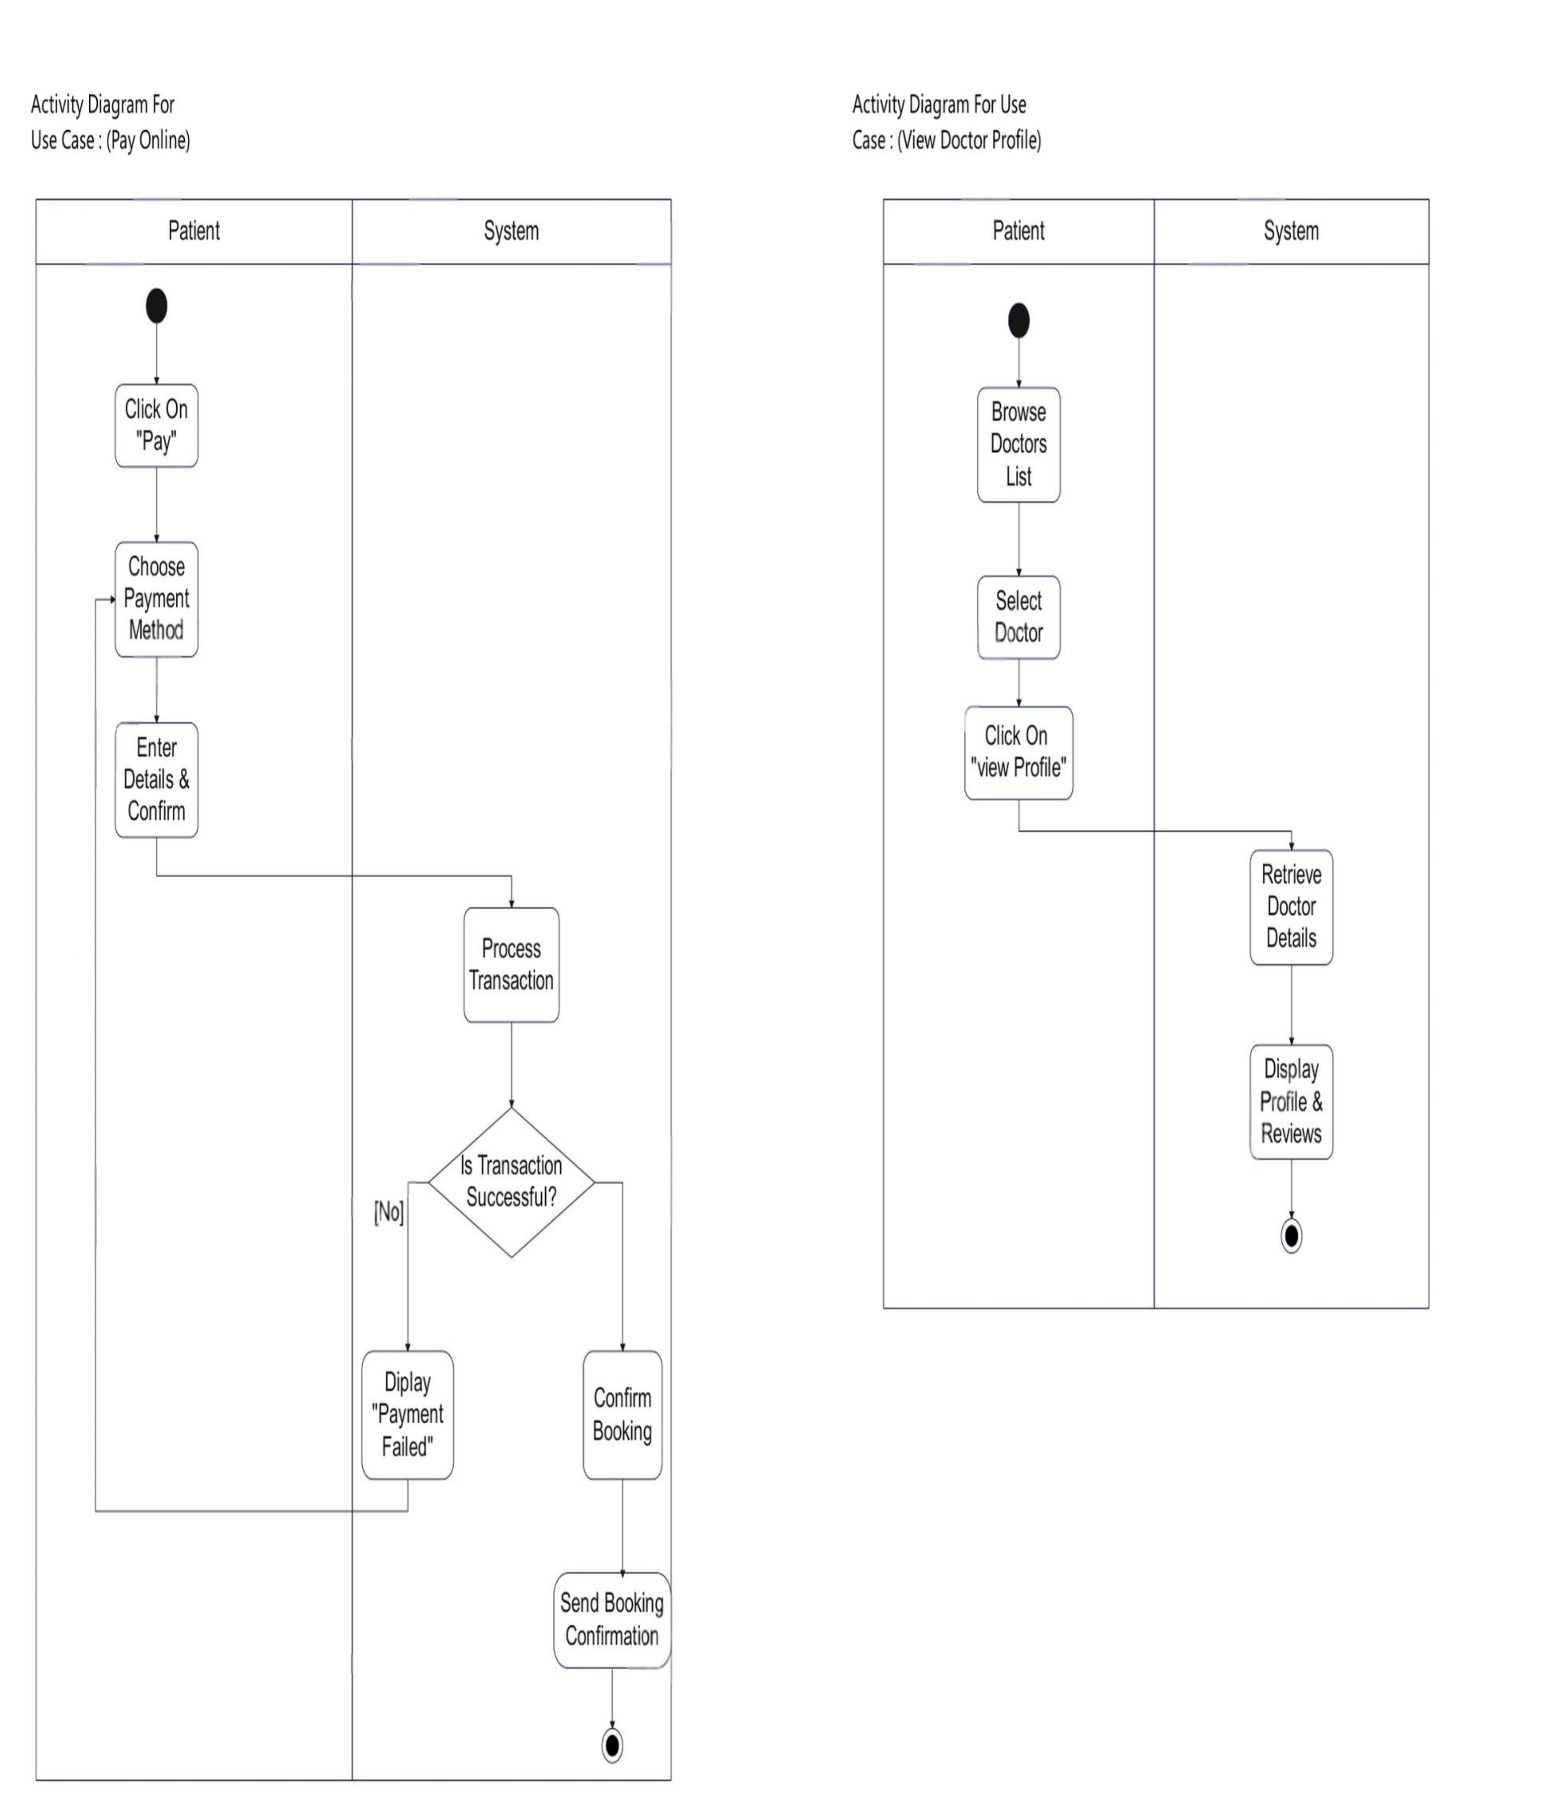 Activity Diagram For
Use Case : (Pay Online)
Patient
System
Click On
"Pay"
Choose
Payment
Method
Enter
Details &
Confirm
Process
Transaction
Is Transaction
Successful?
[No]
Diplay
"Payment
Failed"
Confirm
Booking
Send Booking
Confirmation
Activity Diagram For Use
Case : (View Doctor Profile)
Patient
System
Browse
Doctors
List
Select
Doctor
Click On
"view Profile"
Retrieve
Doctor
Details
Display
Profile &
Reviews